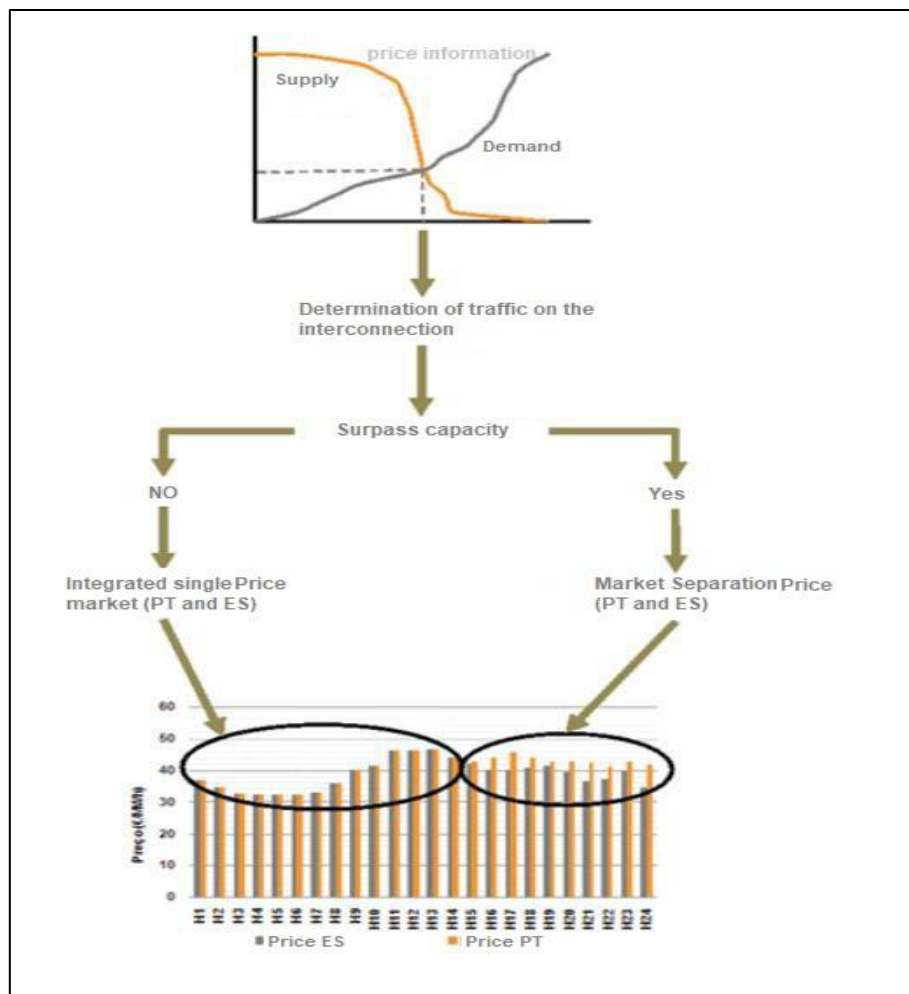 price information
Supply
Demand
Determination of traffic on the
interconnection
Surpass capacity
NO
Yes
Integrated single Price
market (PT and ES)
Market Separation Price
(PT and ES)
60
50
40
30
20
10
0
H1 H2 H3 H4 H5 H6 H7 H8 H9 H10 H11 H12 H13 H14 H15 H16 H17 H18 H19 H20 H21 H22 H23 H24
Price ES
Price PT